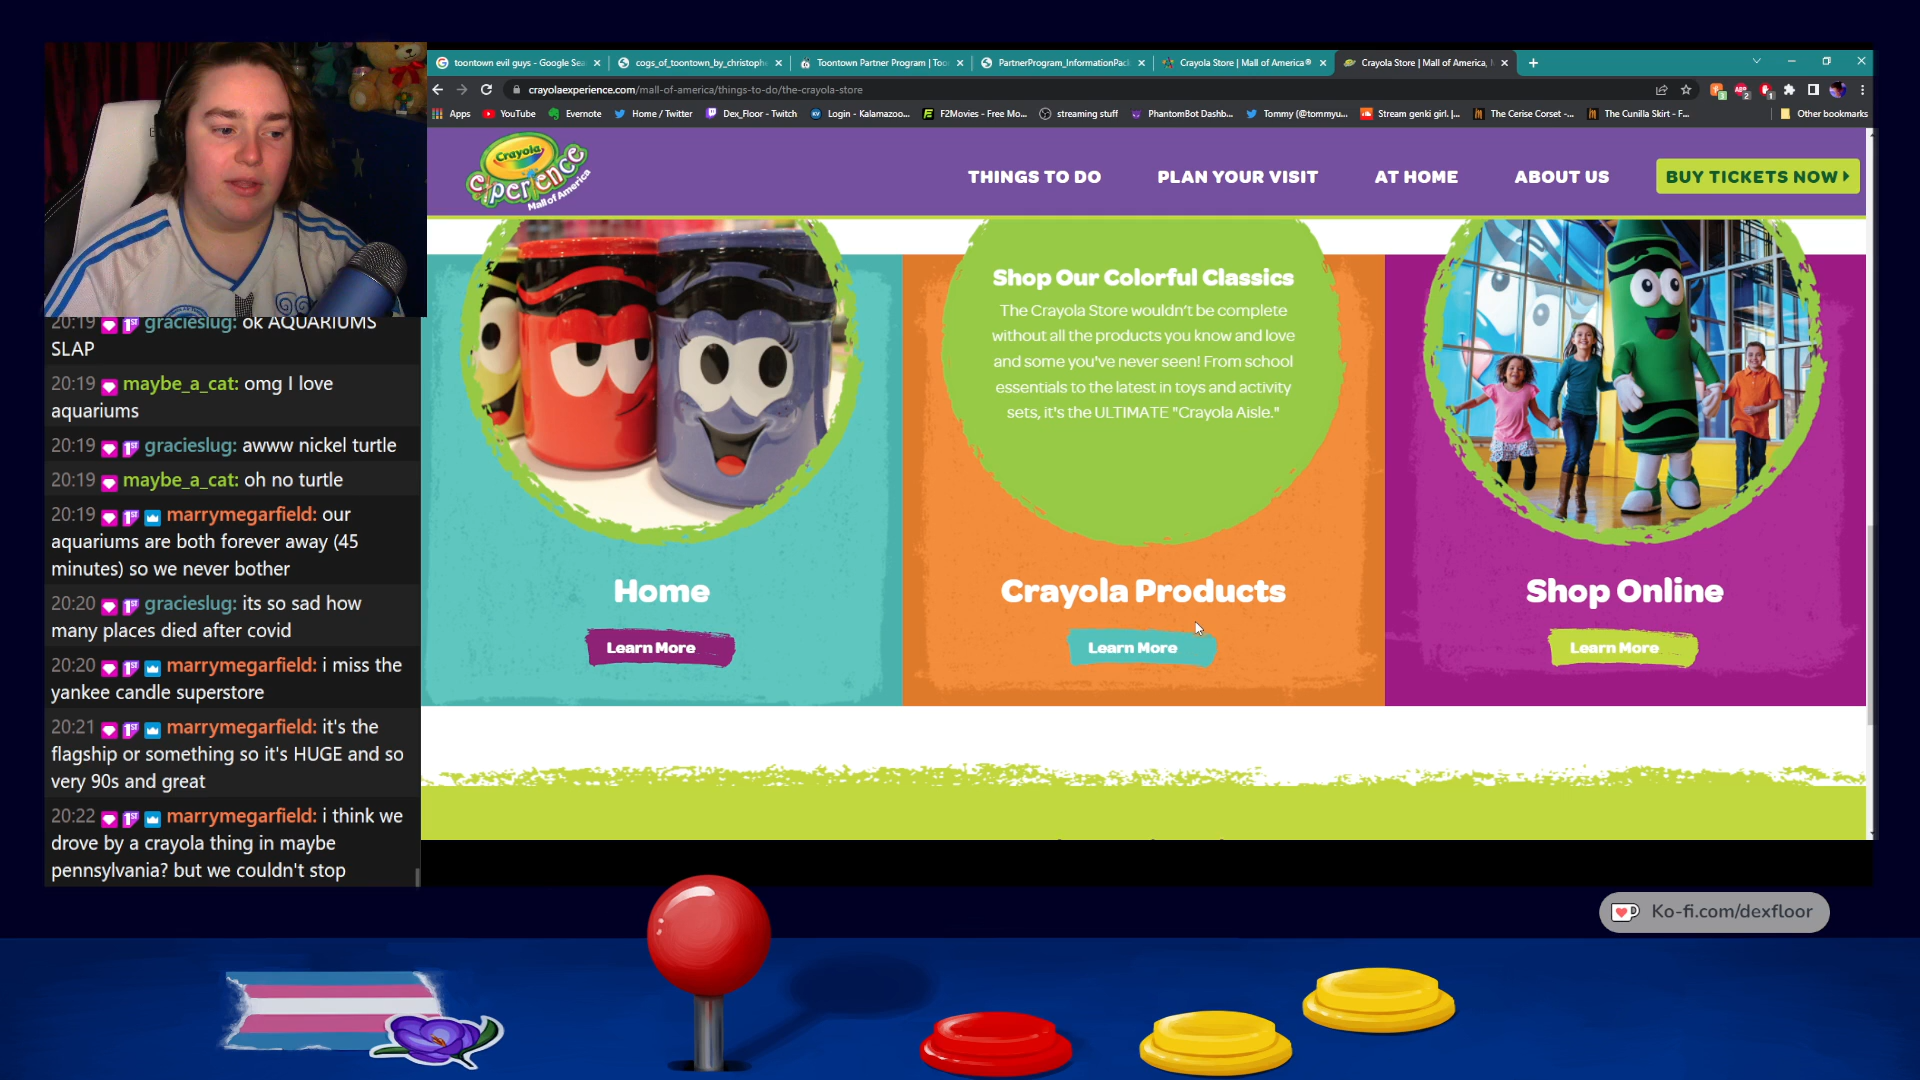 toontown evil guys - Google Sea
cogs_of_toontown_by_christophe
Toontown Partner Program | Too
PartnerProgram_InformationPac
Crayola Store | Mall of America®
Crayola Store | Mall of America,
crayolaexperience.com/mall-of-america/things-to-do/the-crayola-store
Apps
YouTube
Evernote
Home / Twitter
Dex_Floor - Twitch
Login - Kalamazoo...
F2Movies - Free Mo...
streaming stuff
PhantomBot Dashb...
Tommy (@tommyu...
Stream genki girl. |...
The Cerise Corset -...
The Cunilla Skirt - F...
Other bookmarks
Crayola
experience
Mall of America
THINGS TO DO
PLAN YOUR VISIT
AT HOME
ABOUT US
BUY TICKETS NOW
Shop Our Colorful Classics
The Crayola Store wouldn't be complete
without all the products you know and love
and some you've never seen! From school
essentials to the latest in toys and activity
sets, it's the ULTIMATE "Crayola Aisle."
Home
Learn More
Crayola Products
Learn More
Shop Online
Learn More
20:19 gracieslug: ok AQUARIUMS
SLAP
20:19 maybe_a_cat: omg I love
aquariums
20:19 gracieslug: awww nickel turtle
20:19 maybe_a_cat: oh no turtle
20:19 marrymegarfield: our
aquariums are both forever away (45
minutes) so we never bother
20:20 gracieslug: its so sad how
many places died after covid
20:20 marrymegarfield: i miss the
yankee candle superstore
20:21 marrymegarfield: it's the
flagship or something so it's HUGE and so
very 90s and great
20:22 marrymegarfield: i think we
drove by a crayola thing in maybe
pennsylvania? but we couldn't stop
Ko-fi.com/dexfloor